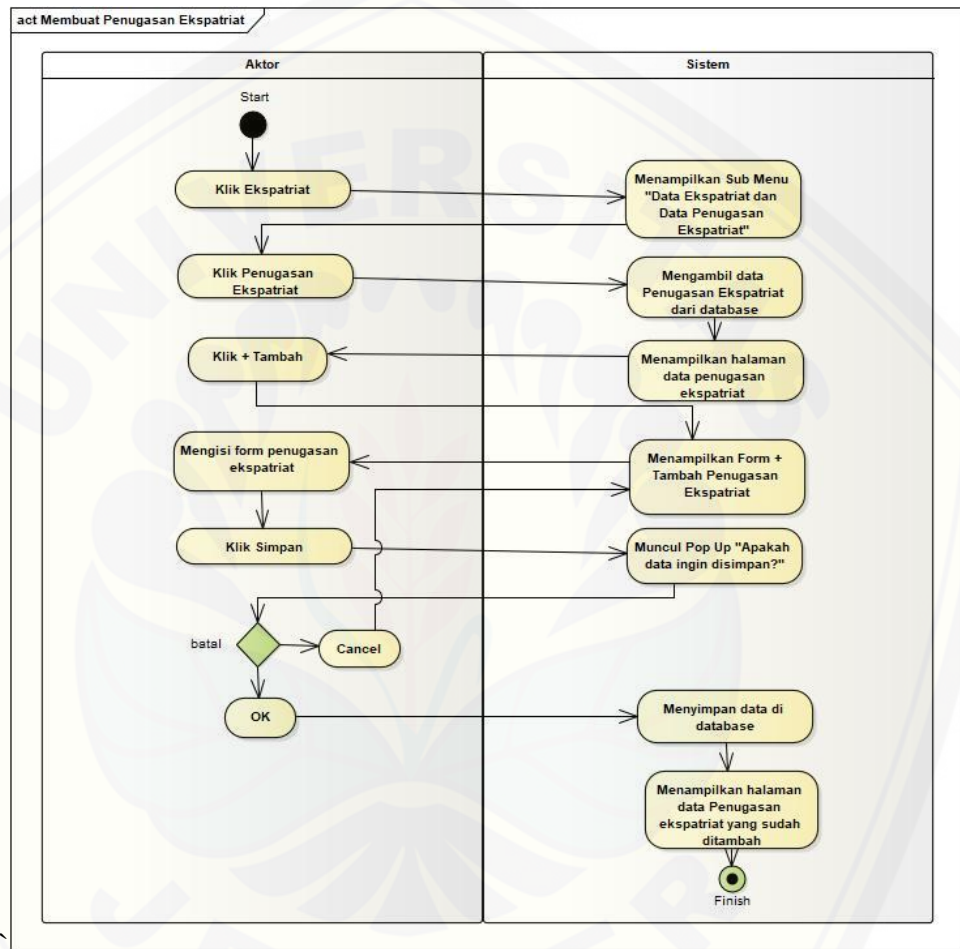 act Membuat Penugasan Ekspatriat
Aktor
Sistem
Start
Klik Ekspatriat
Menampilkan Sub Menu
"Data Ekspatriat dan
Data Penugasan
Ekspatriat"
Klik Penugasan
Ekspatriat
Mengambil data
Penugasan Ekspatriat
dari database
Klik + Tambah
Menampilkan halaman
data penugasan
ekspatriat
Mengisi form penugasan
ekspatriat
Menampilkan Form +
Tambah Penugasan
Ekspatriat
Klik Simpan
Muncul Pop Up "Apakah
data ingin disimpan?"
batal
Cancel
OK
Menyimpan data di
database
Menampilkan halaman
data Penugasan
ekspatriat yang sudah
ditambah
Finish